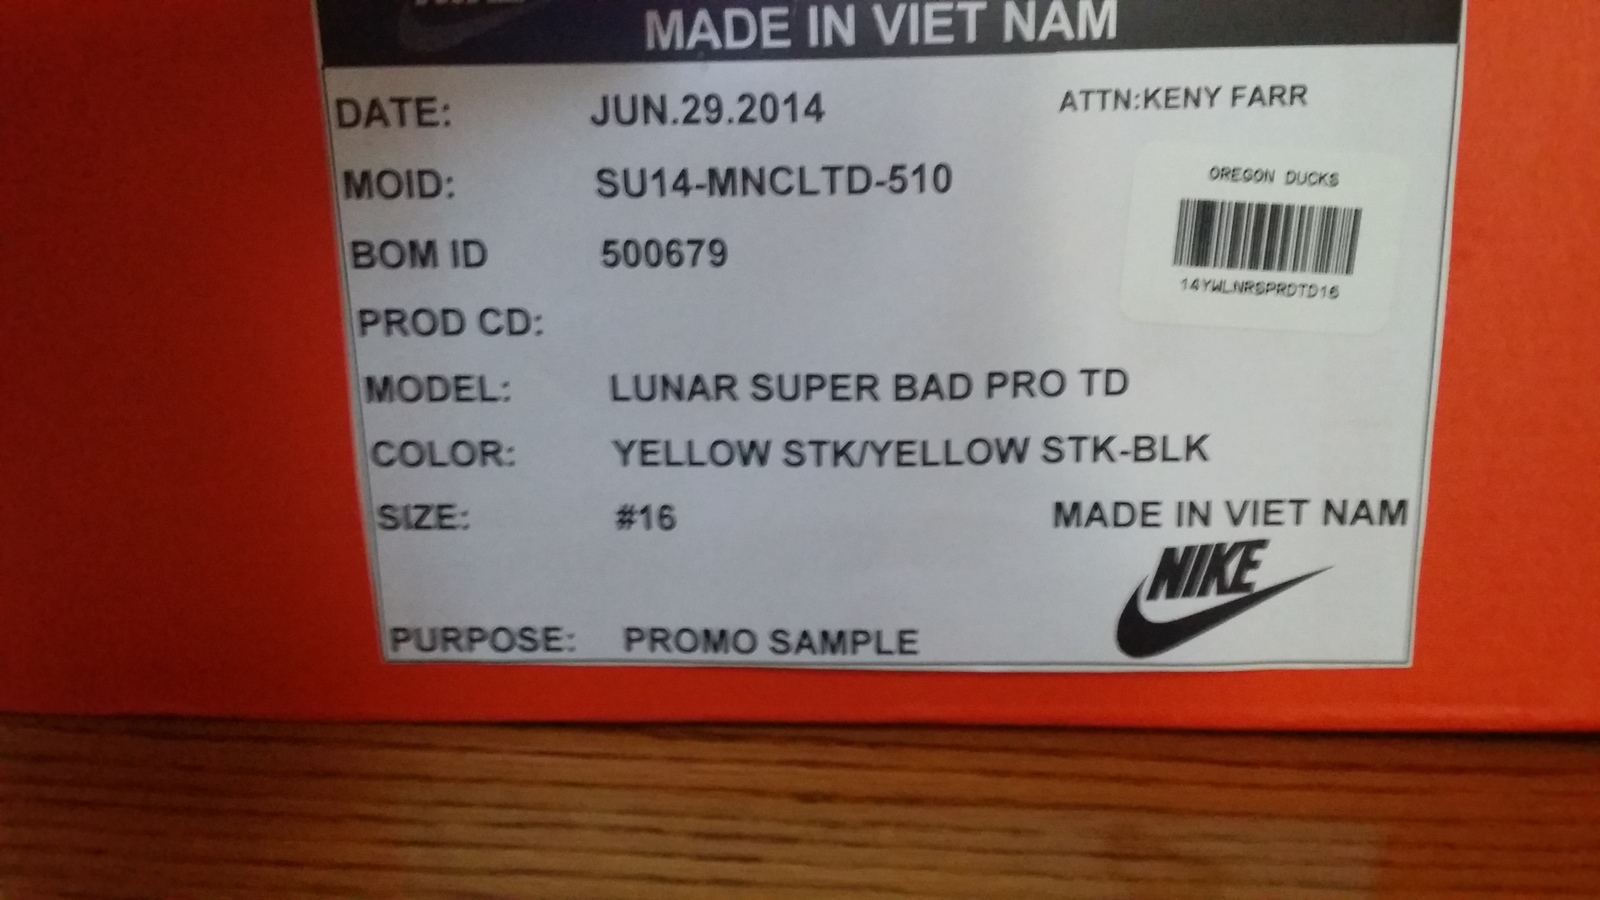 MADE IN VIET NAM
DATE: JUN.29.2014 ATTN:KENY FARR
MOID: SU14-MNCLTD-510
OREGON DUCKS
14YWLNRSPRDTD16
BOM ID 500679
PROD CD:
MODEL: LUNAR SUPER BAD PRO TD
COLOR: YELLOW STK/YELLOW STK-BLK
SIZE: #16 MADE IN VIET NAM
NIKE
PURPOSE: PROMO SAMPLE